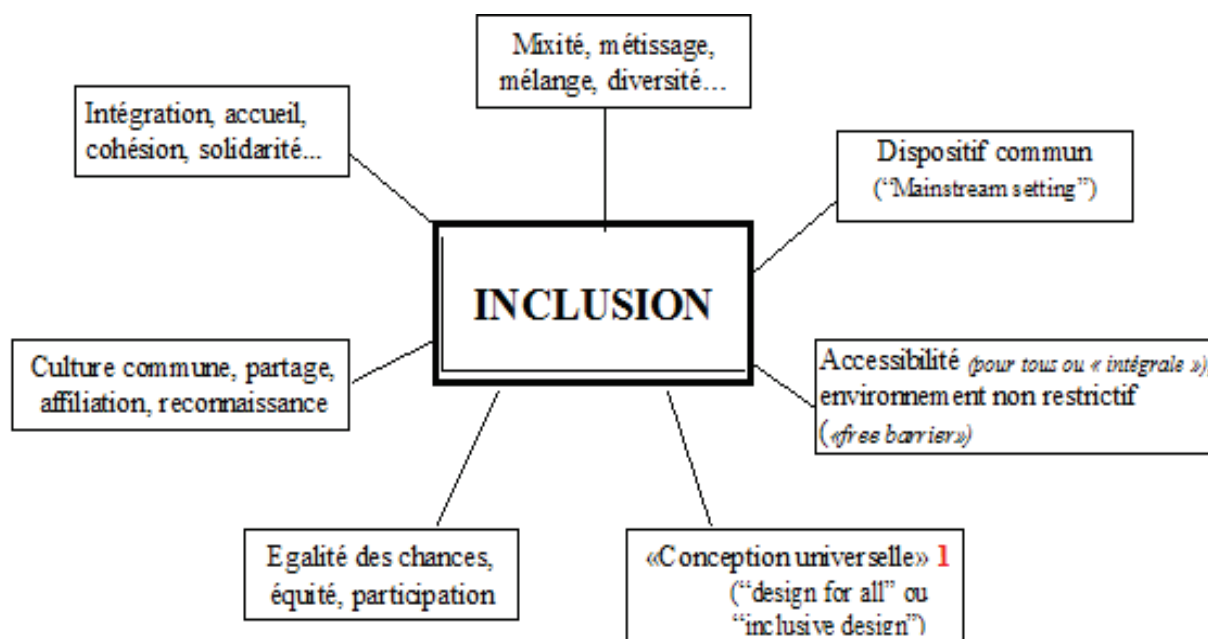 Mixité, métissage,
mélange, diversité...
Intégration, accueil,
cohésion, solidarité...
Dispositif commun
(“Mainstream setting”)
INCLUSION
Culture commune, partage,
affiliation, reconnaissance
Accessibilité (pour tous ou « intégrale »),
environnement non restrictif
(«free barrier»)
Egalité des chances,
équité, participation
«Conception universelle» 1
(“design for all” ou
“inclusive design”)